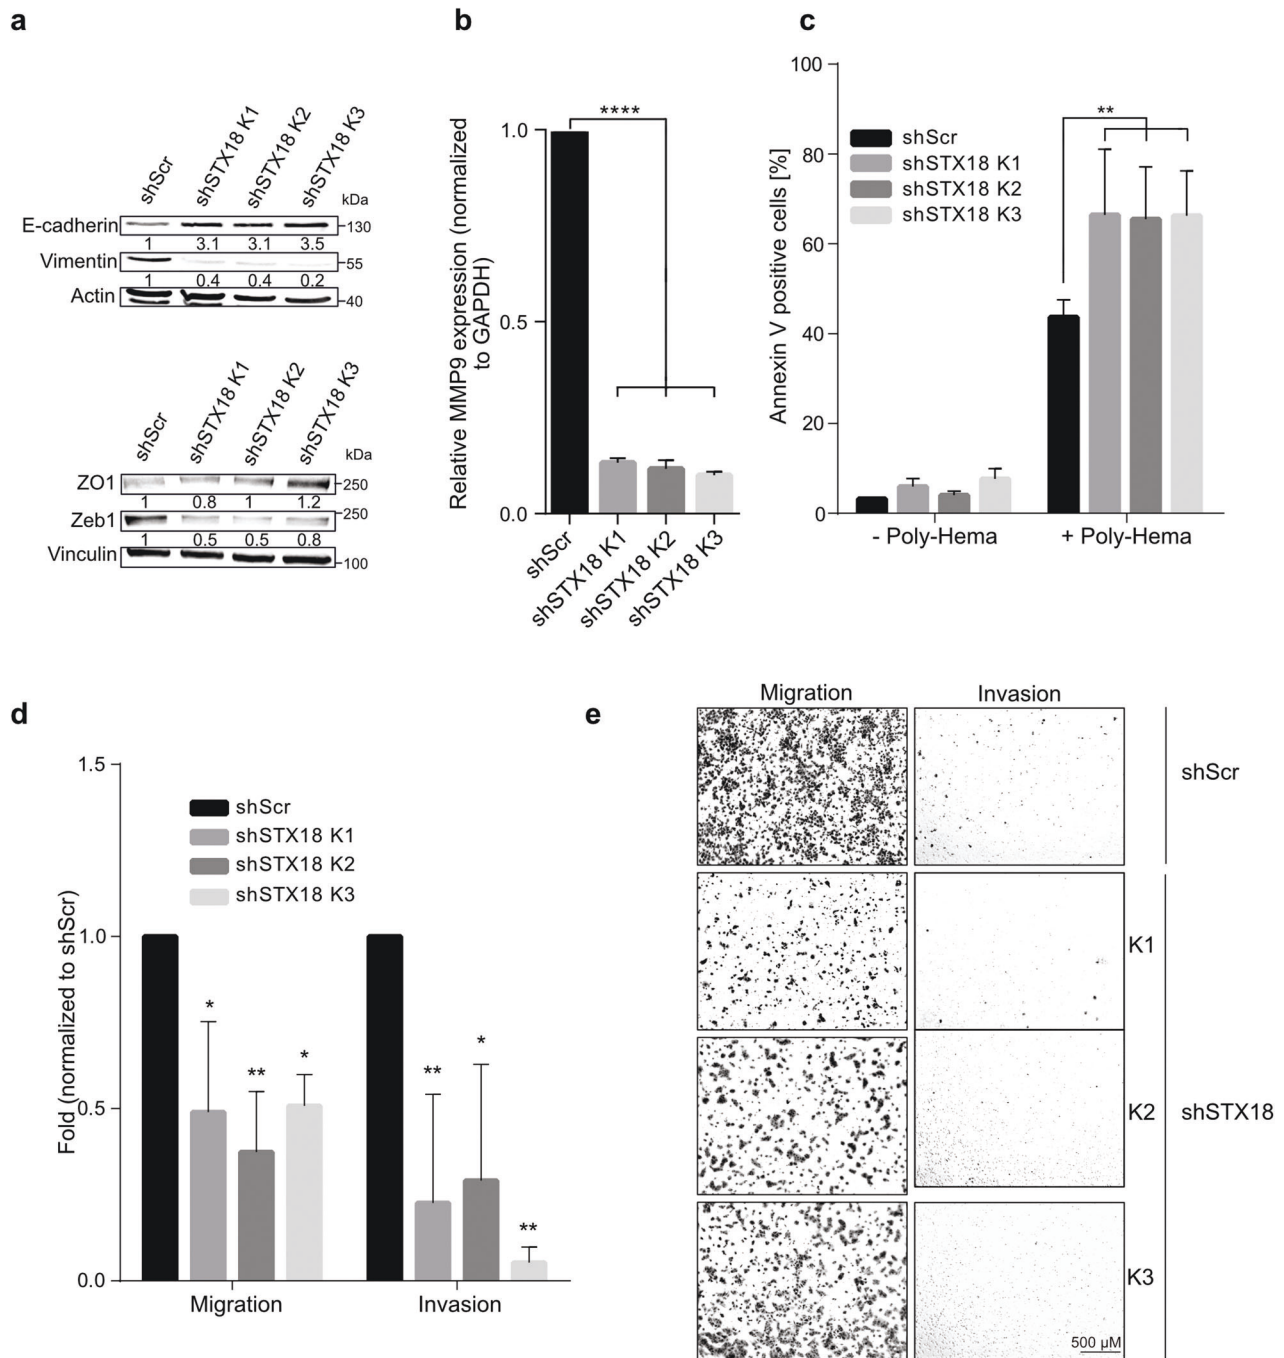 a
shScr
shSTX18 K1
shSTX18 K2
shSTX18 K3
kDa
E-cadherin
130
1 3.1 3.1 3.5
Vimentin
55
1 0.4 0.4 0.2
Actin
40
shScr
shSTX18 K1
shSTX18 K2
shSTX18 K3
kDa
ZO1
250
1 0.8 1 1.2
Zeb1
250
1 0.5 0.5 0.8
Vinculin
100
b
Relative MMP9 expression (normalized
to GAPDH)
****
1.0
0.5
0.0
shScr
shSTX18 K1
shSTX18 K2
shSTX18 K3
c
Annexin V positive cells [%]
100
80
60
40
20
0
shScr
shSTX18 K1
shSTX18 K2
shSTX18 K3
**
- Poly-Hema
+ Poly-Hema
d
Fold (normalized to shScr)
1.5
1.0
0.5
0.0
shScr
shSTX18 K1
shSTX18 K2
shSTX18 K3
*
**
*
**
*
**
Migration
Invasion
e
Migration
Invasion
shScr
K1
K2
shSTX18
K3
500 µM